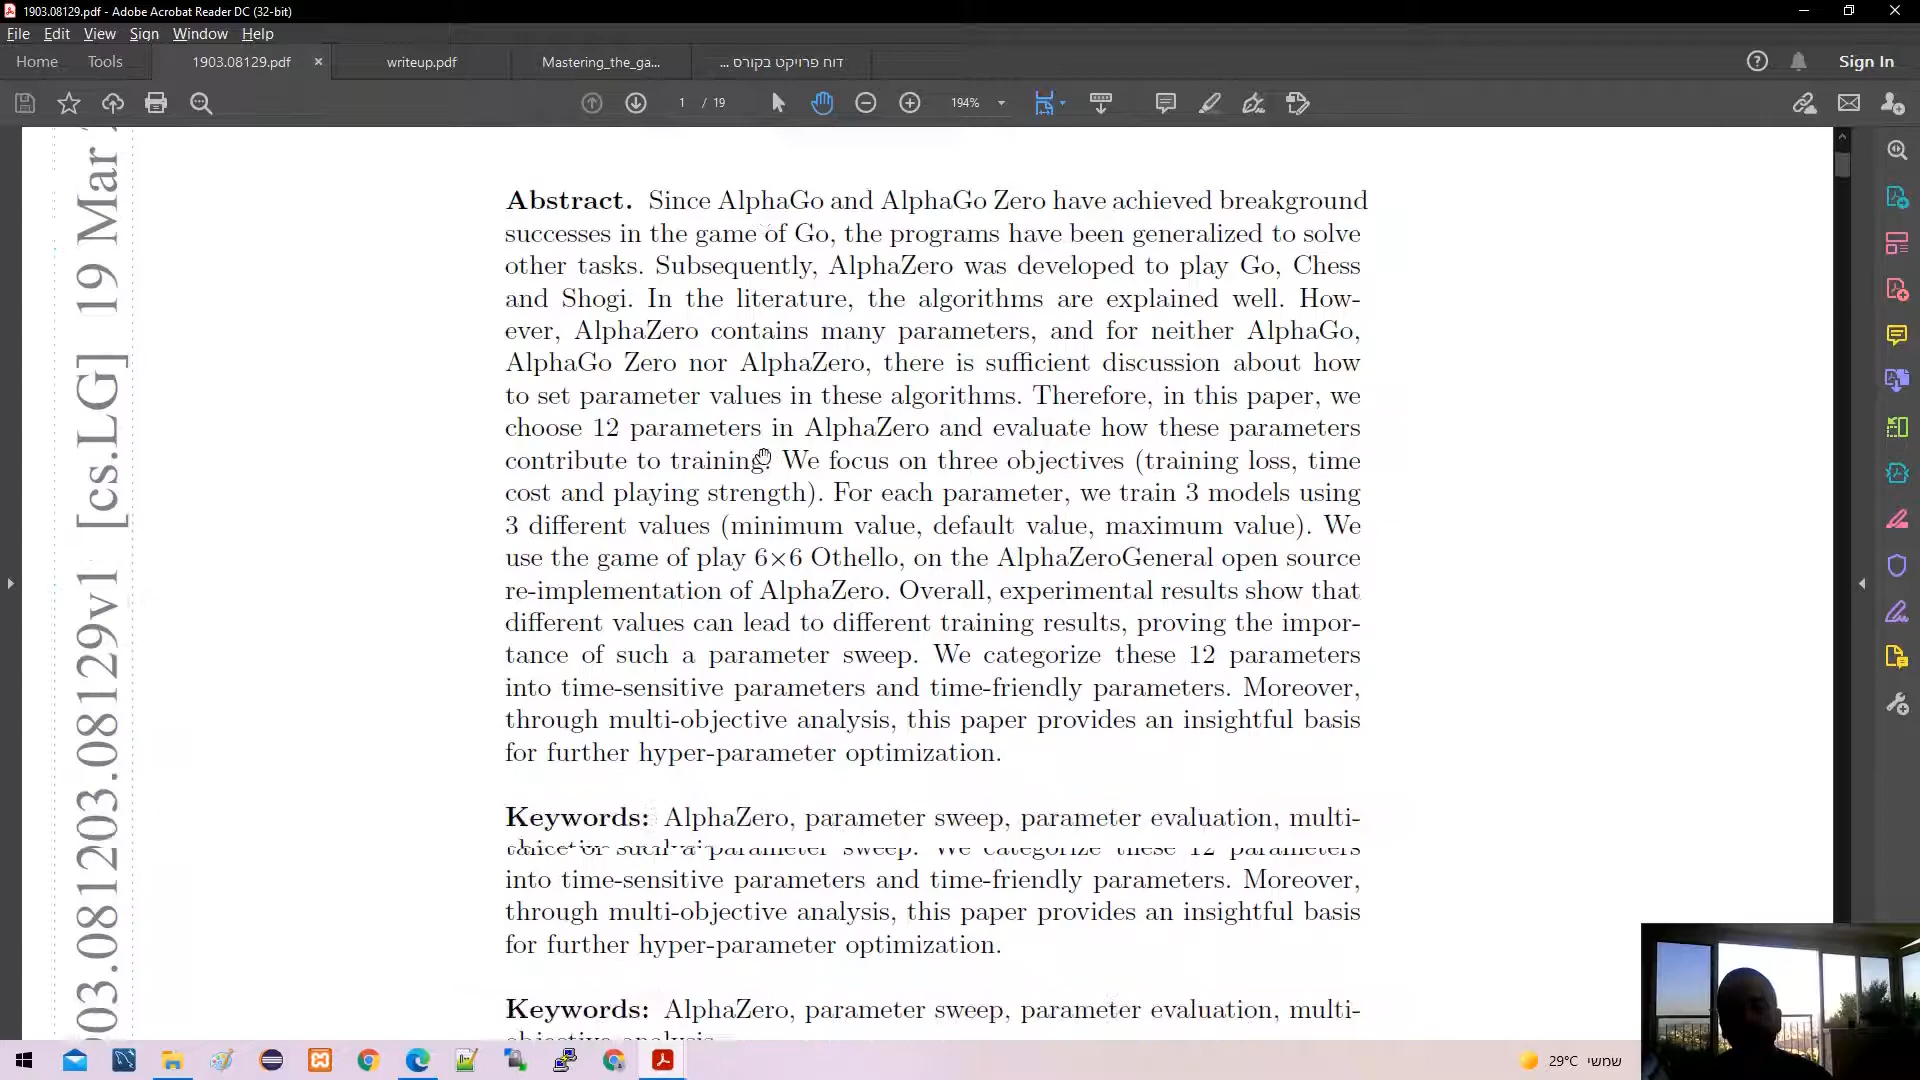 1903.08129.pdf - Adobe Acrobat Reader DC (32-bit)
File Edit View Sign Window Help
Home Tools 1903.08129.pdf writeup.pdf Mastering_the_ga... דוח פרויקט בקורס ... Sign In
1 / 19 194%
[cs.LG] 19 Mar
03.081203.08129v1
Abstract. Since AlphaGo and AlphaGo Zero have achieved breakground
successes in the game of Go, the programs have been generalized to solve
other tasks. Subsequently, AlphaZero was developed to play Go, Chess
and Shogi. In the literature, the algorithms are explained well. How-
ever, AlphaZero contains many parameters, and for neither AlphaGo,
AlphaGo Zero nor AlphaZero, there is sufficient discussion about how
to set parameter values in these algorithms. Therefore, in this paper, we
choose 12 parameters in AlphaZero and evaluate how these parameters
contribute to training. We focus on three objectives (training loss, time
cost and playing strength). For each parameter, we train 3 models using
3 different values (minimum value, default value, maximum value). We
use the game of play 6×6 Othello, on the AlphaZeroGeneral open source
re-implementation of AlphaZero. Overall, experimental results show that
different values can lead to different training results, proving the impor-
tance of such a parameter sweep. We categorize these 12 parameters
into time-sensitive parameters and time-friendly parameters. Moreover,
through multi-objective analysis, this paper provides an insightful basis
for further hyper-parameter optimization.
Keywords: AlphaZero, parameter sweep, parameter evaluation, multi-
parameter sweep. We categorize these 12 parameters
into time-sensitive parameters and time-friendly parameters. Moreover,
through multi-objective analysis, this paper provides an insightful basis
for further hyper-parameter optimization.
Keywords: AlphaZero, parameter sweep, parameter evaluation, multi-
objective analysis
29°C שמשי